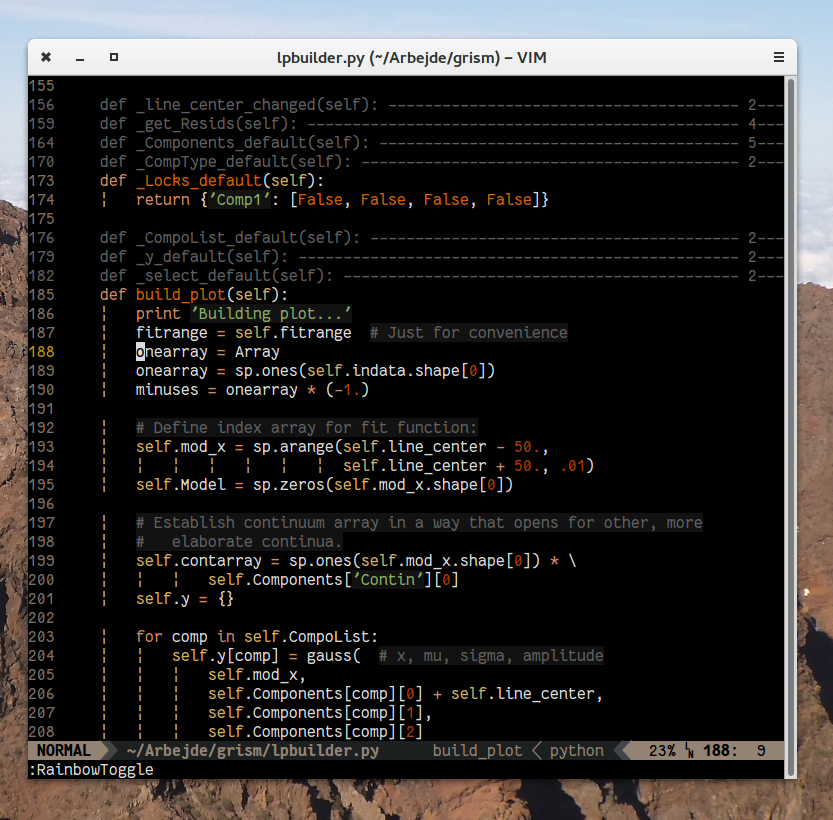 lpbuilder.py (~/Arbejde/grism) – VIM
155
156     def _line_center_changed(self): --------------------------------------- 2---
159     def _get_Resids(self): ------------------------------------------------ 4---
164     def _Components_default(self): ---------------------------------------- 5---
170     def _CompType_default(self): ------------------------------------------ 2---
173     def _Locks_default(self):
174     ¦   return {'Comp1': [False, False, False, False]}
175
176     def _CompoList_default(self): ----------------------------------------- 2---
179     def _y_default(self): ------------------------------------------------- 2---
182     def _select_default(self): -------------------------------------------- 2---
185     def build_plot(self):
186     ¦   print 'Building plot...'
187     ¦   fitrange = self.fitrange  # Just for convenience
188     ¦   onearray = Array
189     ¦   onearray = sp.ones(self.indata.shape[0])
190     ¦   minuses = onearray * (-1.)
191
192     ¦   # Define index array for fit function:
193     ¦   self.mod_x = sp.arange(self.line_center - 50.,
194     ¦   ¦   ¦   ¦   ¦   ¦   ¦  self.line_center + 50., .01)
195     ¦   self.Model = sp.zeros(self.mod_x.shape[0])
196
197     ¦   # Establish continuum array in a way that opens for other, more
198     ¦   #   elaborate continua.
199     ¦   self.contarray = sp.ones(self.mod_x.shape[0]) * \
200     ¦   ¦   ¦   self.Components['Contin'][0]
201     ¦   self.y = {}
202
203     ¦   for comp in self.CompoList:
204     ¦   ¦   self.y[comp] = gauss(  # x, mu, sigma, amplitude
205     ¦   ¦   ¦   self.mod_x,
206     ¦   ¦   ¦   self.Components[comp][0] + self.line_center,
207     ¦   ¦   ¦   self.Components[comp][1],
208     ¦   ¦   ¦   self.Components[comp][2]
NORMAL ~/Arbejde/grism/lpbuilder.py build_plot < python 23% LN 188: 9
:RainbowToggle